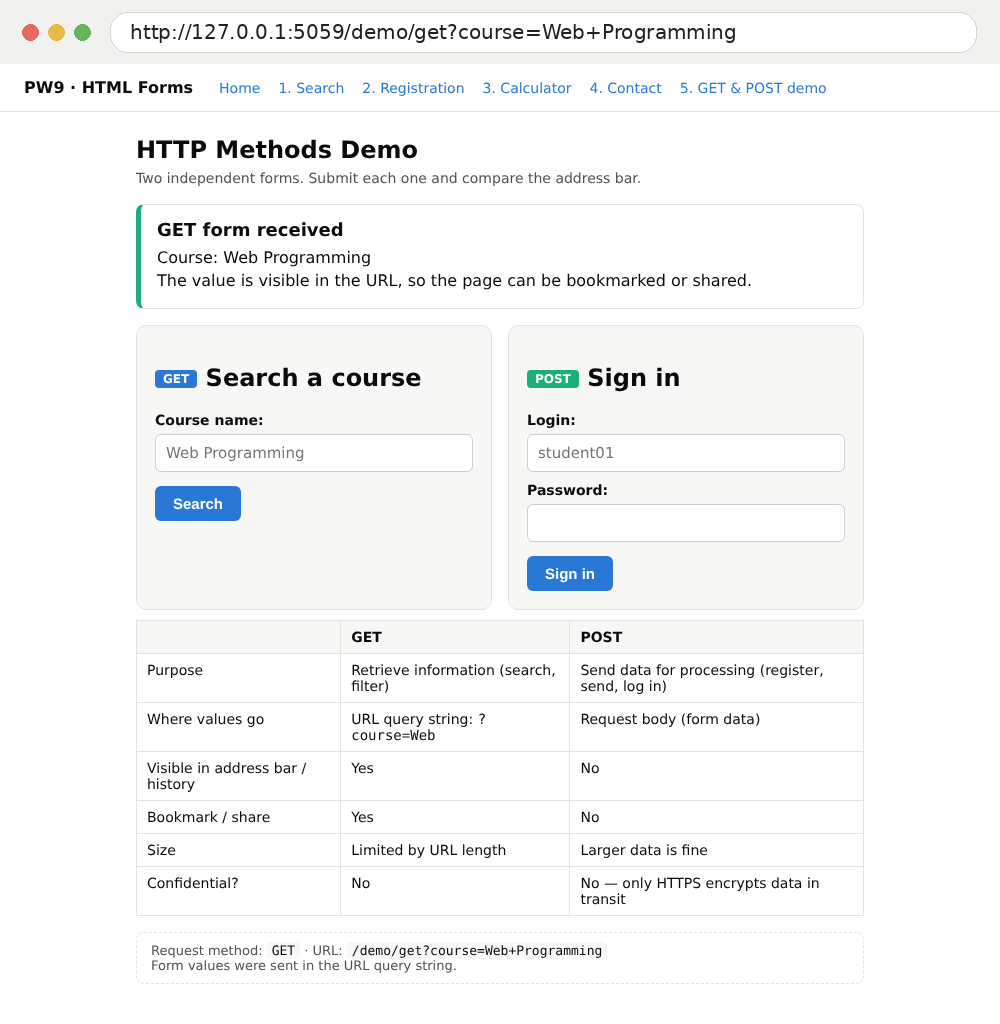 http://127.0.0.1:5059/demo/get?course=Web+Programming
PW9 · HTML Forms Home 1. Search 2. Registration 3. Calculator 4. Contact 5. GET & POST demo
HTTP Methods Demo
Two independent forms. Submit each one and compare the address bar.
GET form received
Course: Web Programming
The value is visible in the URL, so the page can be bookmarked or shared.
GET Search a course
Course name:
Web Programming
Search
POST Sign in
Login:
student01
Password:
Sign in
GET POST
Purpose
Retrieve information (search,
filter)
Send data for processing (register,
send, log in)
Where values go
URL query string: ?
course=Web
Request body (form data)
Visible in address bar /
history
Yes
No
Bookmark / share
Yes
No
Size
Limited by URL length
Larger data is fine
Confidential?
No
No — only HTTPS encrypts data in
transit
Request method: GET · URL: /demo/get?course=Web+Programming
Form values were sent in the URL query string.